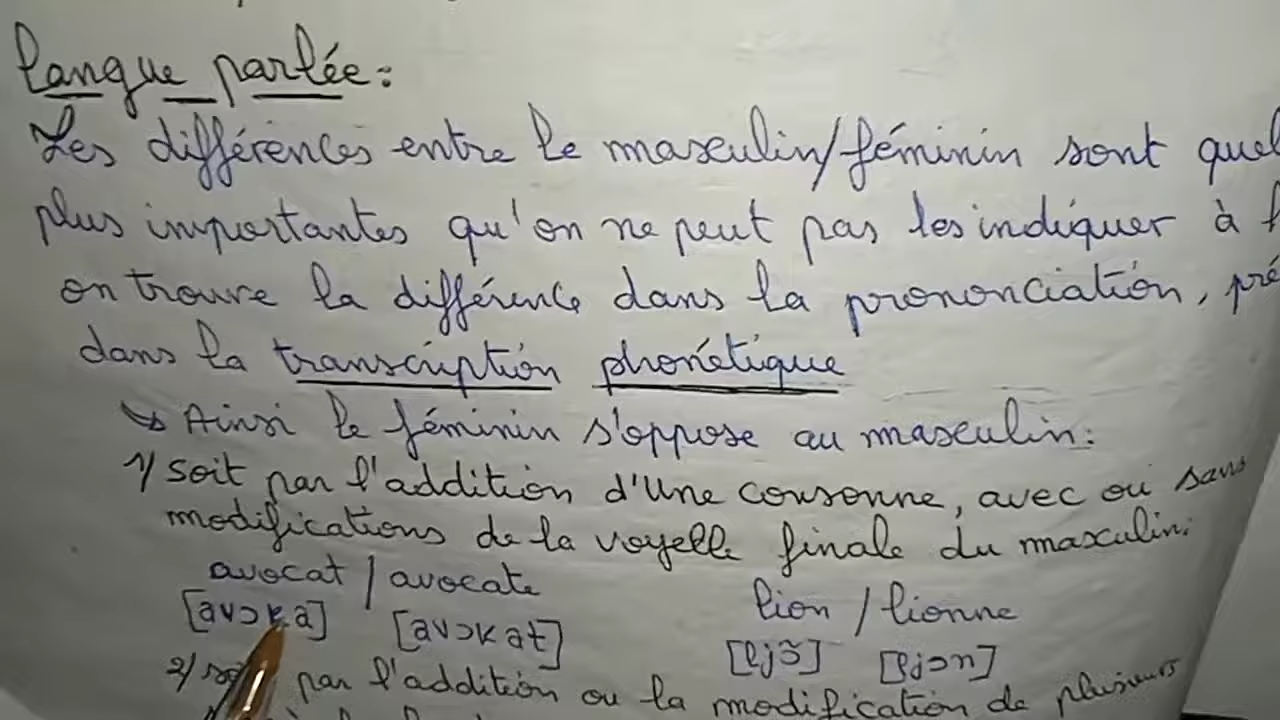 Langue parlée:
Les différences entre le masculin/féminin sont quel
plus importantes qu'on ne peut pas les indiquer à l
on trouve la différence dans la prononciation, pré
dans la transcription phonétique
↳ Ainsi le féminin s'oppose au masculin:
1/ soit par l'addition d'une consonne, avec ou sans
modifications de la voyelle finale du masculin.
avocat / avocate lion / lionne
[avɔka] [avɔkat] [ljɔ̃] [ljɔn]
2/ soit par l'addition ou la modification de plusieurs